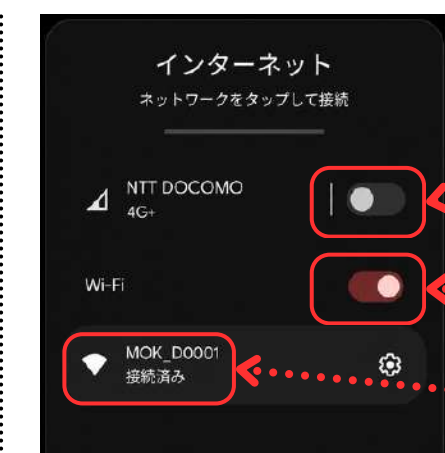 インターネット
ネットワークをタップして接続
NTT DOCOMO
4G+
Wi-Fi
MOK_D0001
接続済み